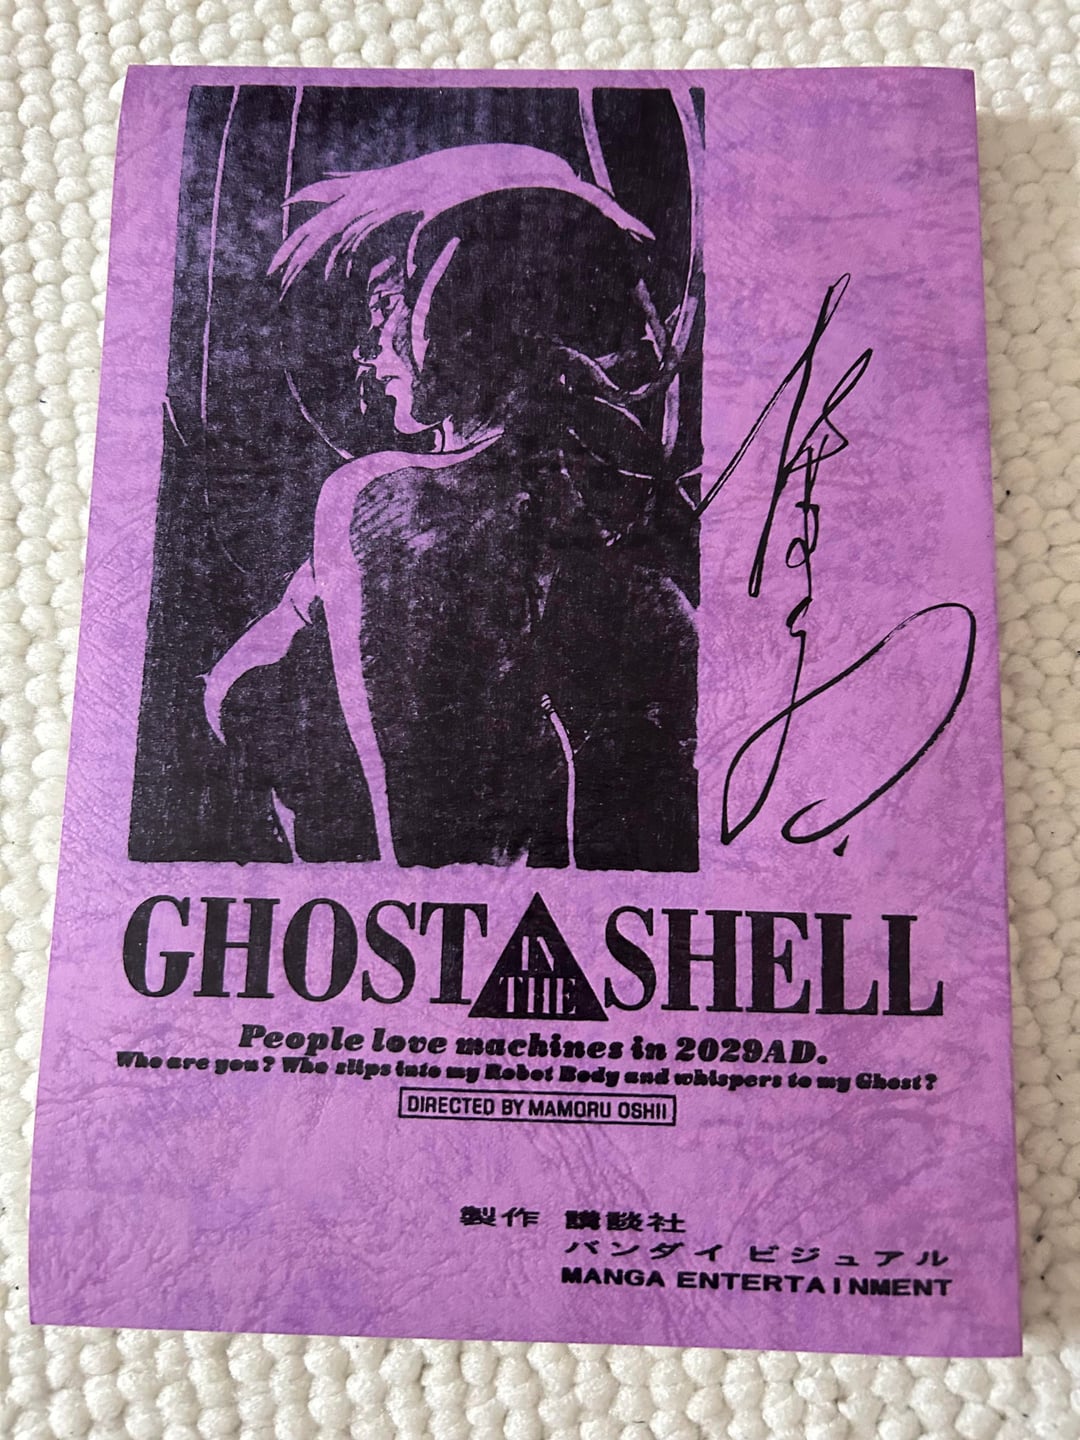 GHOST IN THE SHELL
People love machines in 2029AD.
Who are you? Who slips into my Robot Body and whispers to my Ghost?
DIRECTED BY MAMORU OSHII
製作 講談社
バンダイ ビジュアル
MANGA ENTERTAINMENT